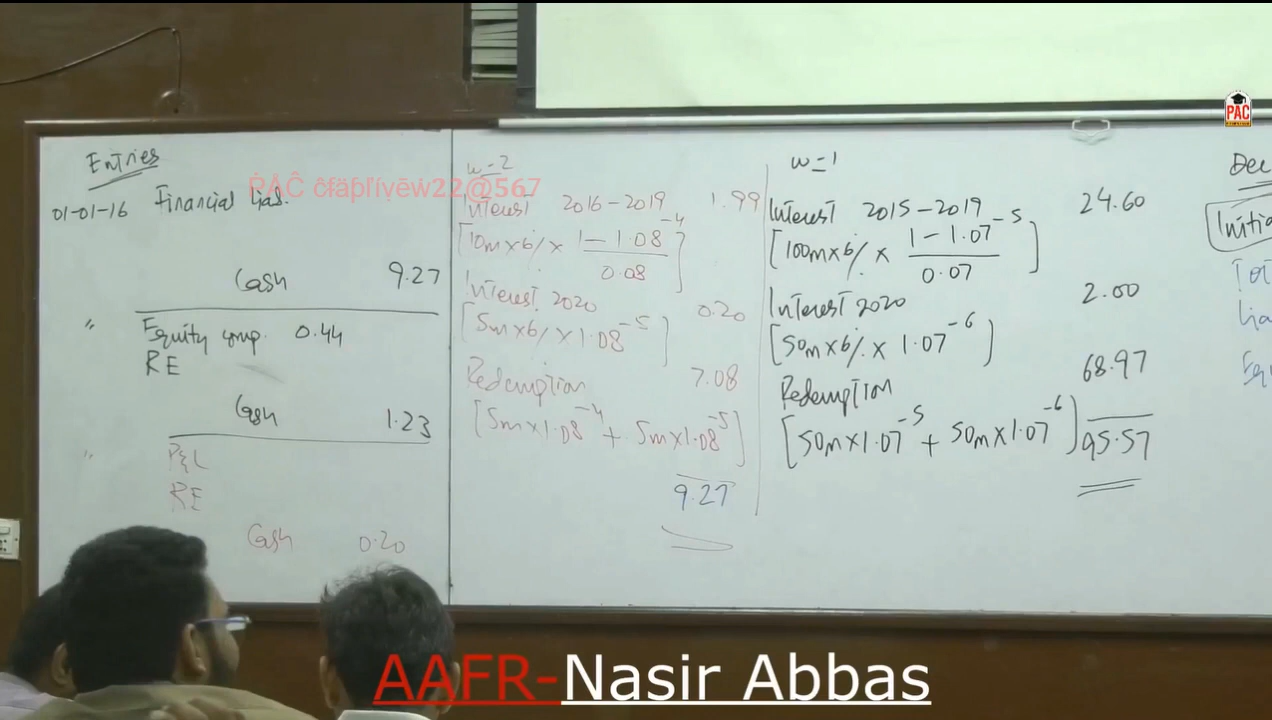 Entries
01-01-16 Financial Liab.
Cash 9.27
" Equity comp. 0.44
RE
Cash 1.23
" P&L
RE
Cash 0.20
PAC cfaprivew22@567
w-2
Interest 2016-2019 1.99
[10m×6%× 1-1.08^-4 / 0.08]
Interest 2020 0.20
[5m×6%×1.08^-5]
Redemption 7.08
[5m×1.08^-4 + 5m×1.08^-5]
9.27
w-1
Interest 2015-2019 24.60
[100m×6%× 1-1.07^-5 / 0.07]
Interest 2020 2.00
[50m×6%×1.07^-6]
Redemption 68.97
[50m×1.07^-5 + 50m×1.07^-6] 95.57
PAC
AAFR-Nasir Abbas